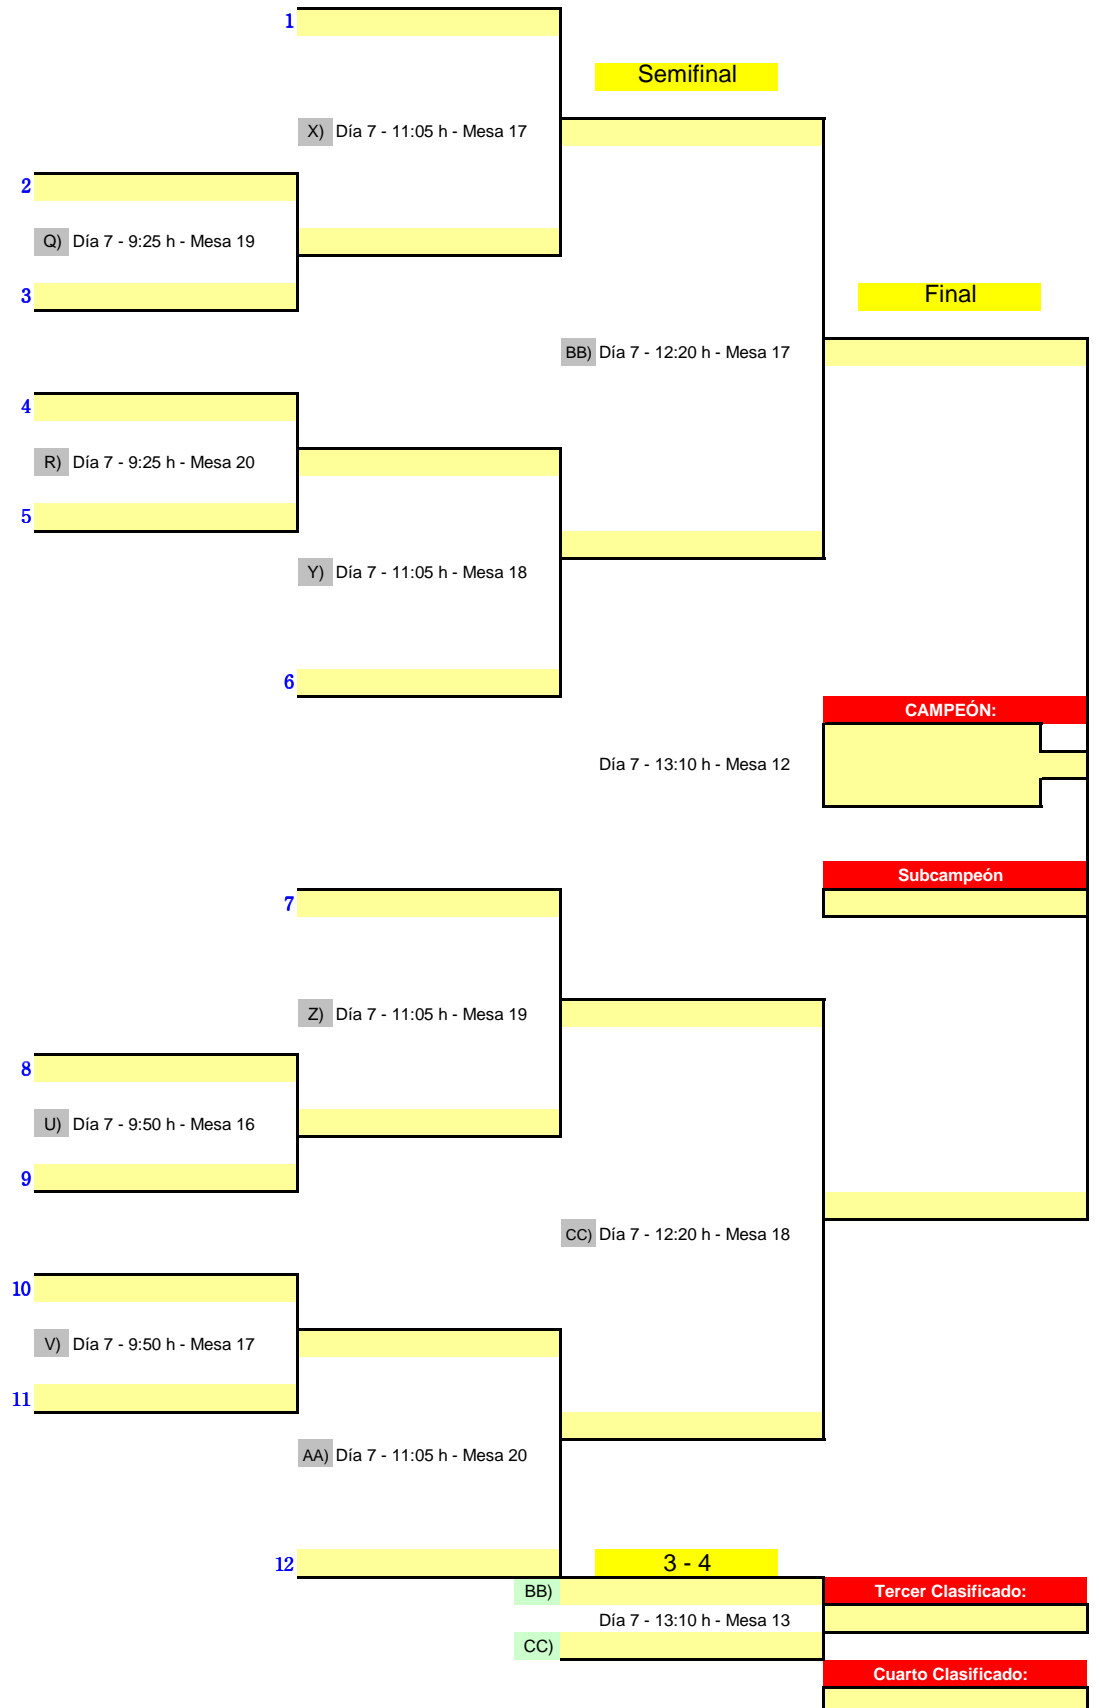 1
Semifinal
X) Día 7 - 11:05 h - Mesa 17
2
Q) Día 7 - 9:25 h - Mesa 19
3
Final
BB) Día 7 - 12:20 h - Mesa 17
4
R) Día 7 - 9:25 h - Mesa 20
5
Y) Día 7 - 11:05 h - Mesa 18
6
CAMPEÓN:
Día 7 - 13:10 h - Mesa 12
Subcampeón
7
Z) Día 7 - 11:05 h - Mesa 19
8
U) Día 7 - 9:50 h - Mesa 16
9
CC) Día 7 - 12:20 h - Mesa 18
10
V) Día 7 - 9:50 h - Mesa 17
11
AA) Día 7 - 11:05 h - Mesa 20
12
3 - 4
BB)
Tercer Clasificado:
Día 7 - 13:10 h - Mesa 13
CC)
Cuarto Clasificado: